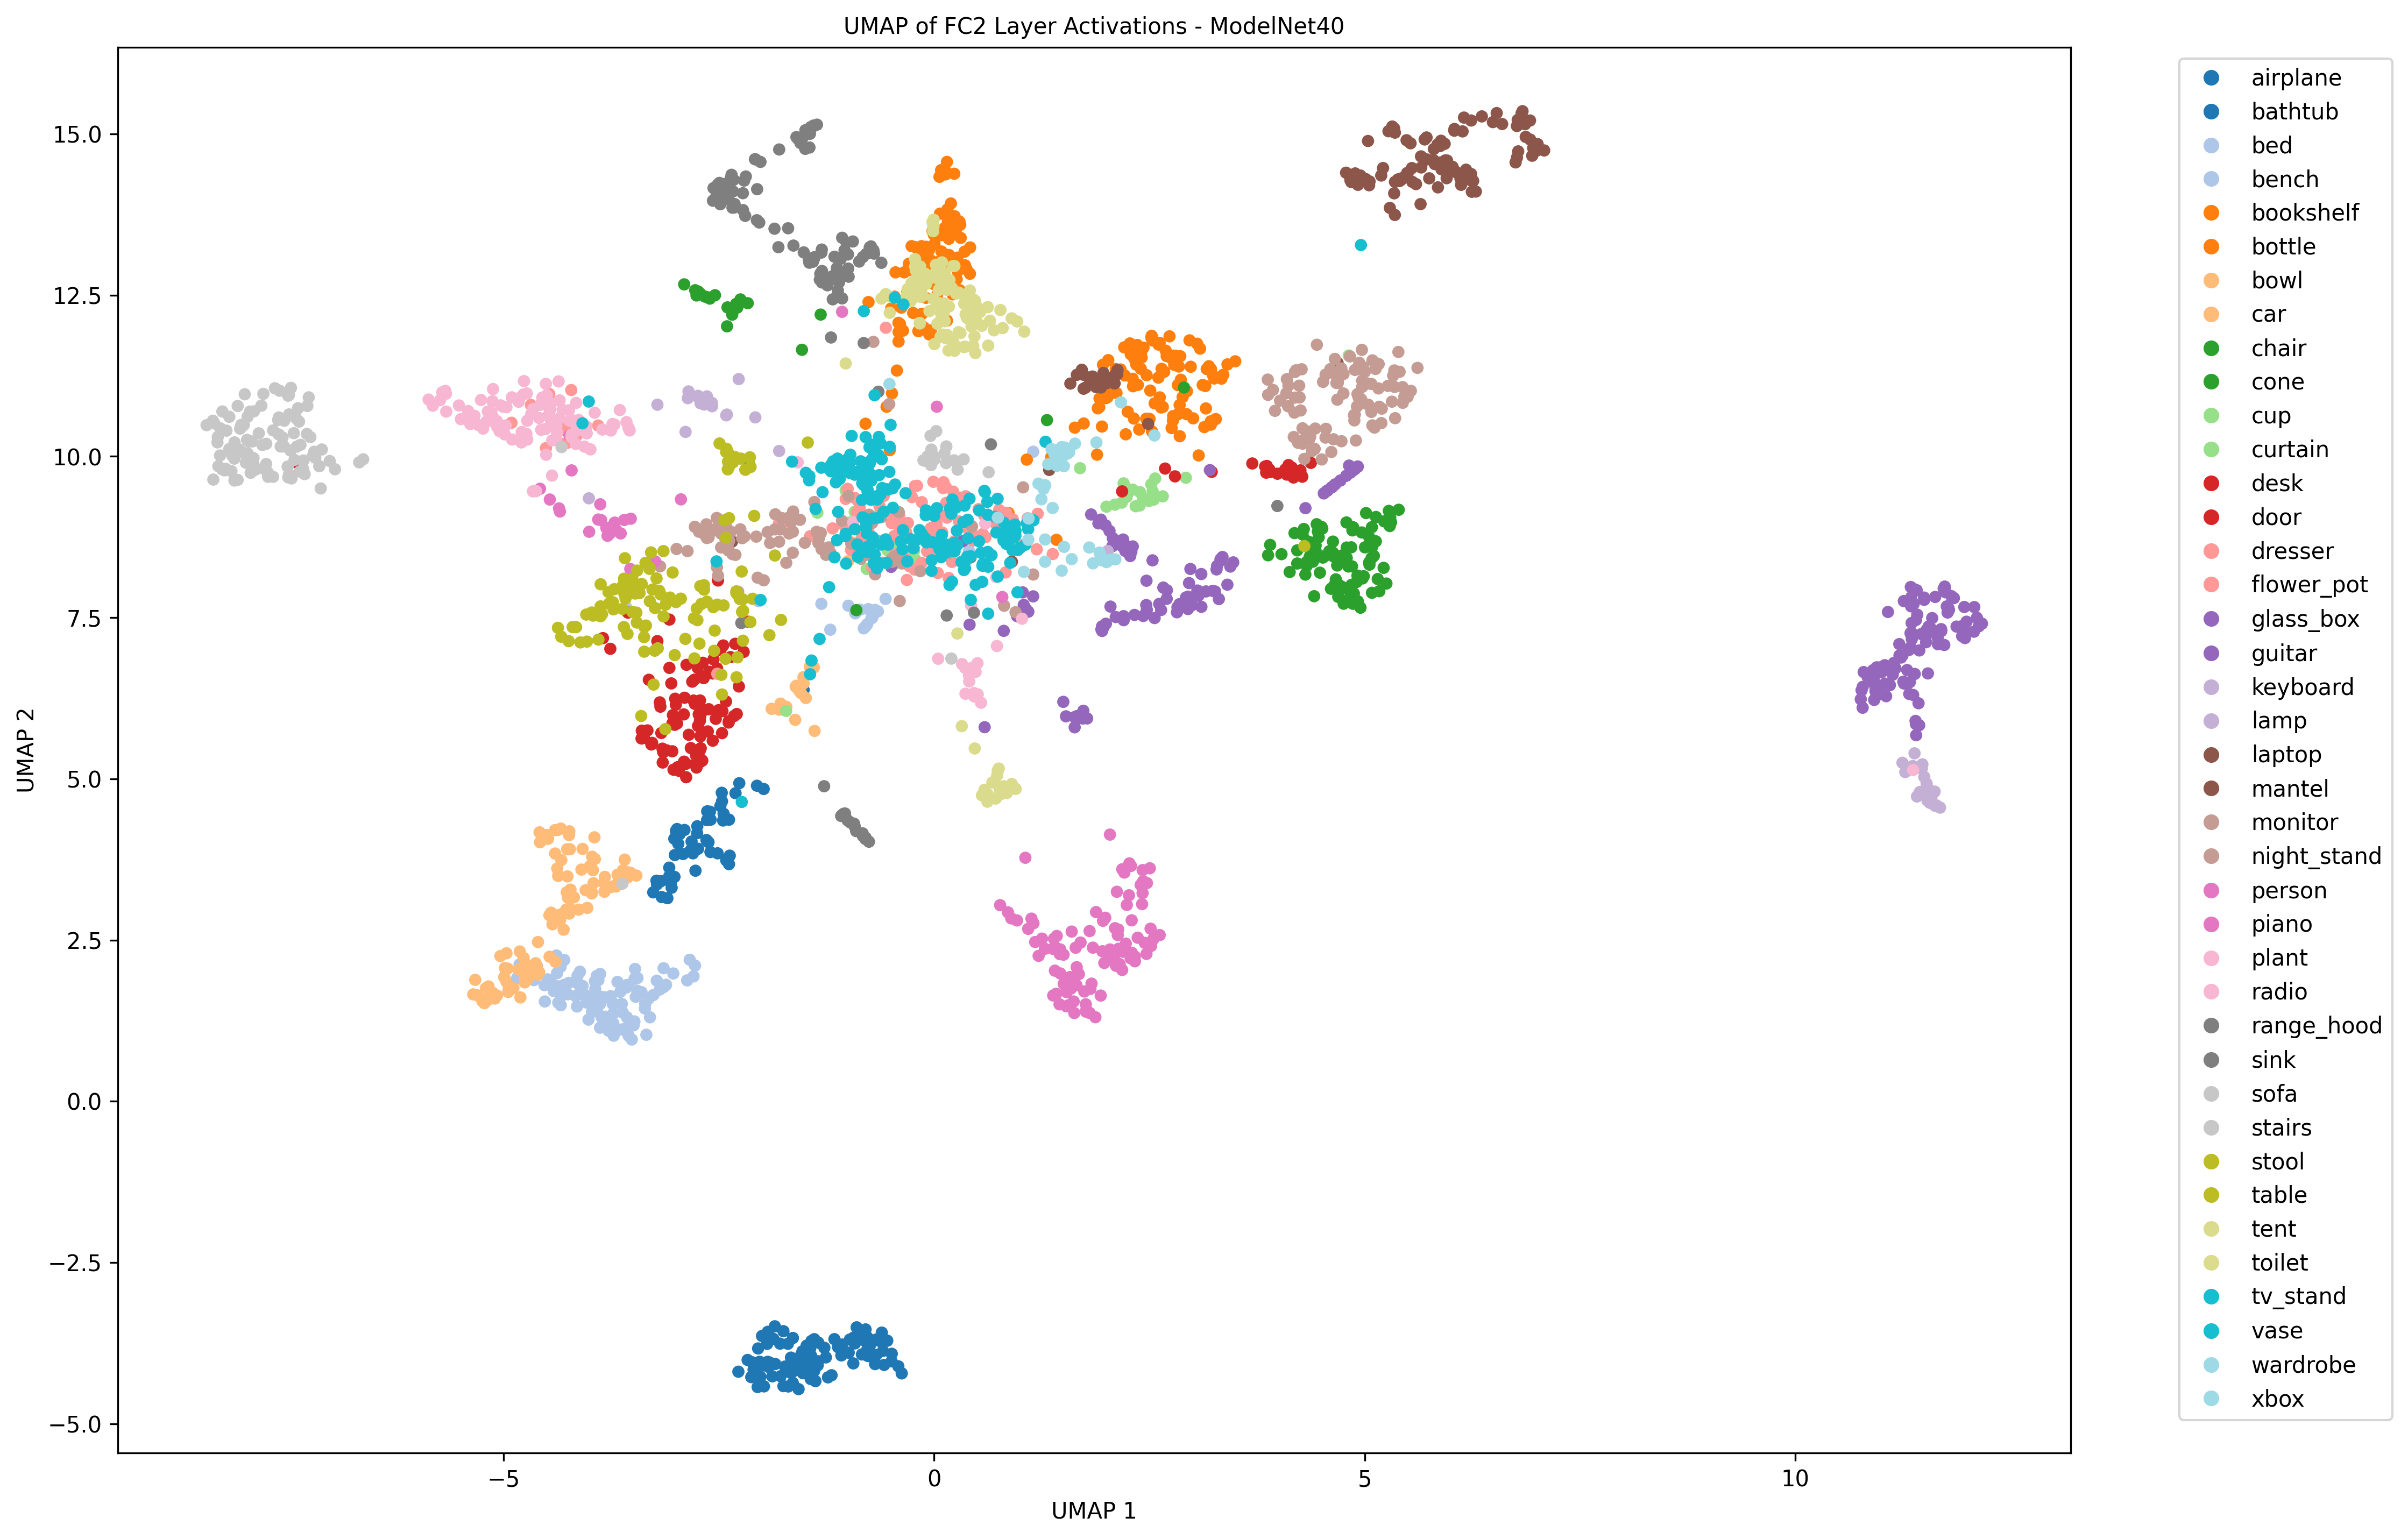 UMAP of FC2 Layer Activations - ModelNet40
15.0
12.5
10.0
7.5
5.0
2.5
0.0
−2.5
−5.0
UMAP 2
−5
0
5
10
UMAP 1
airplane
bathtub
bed
bench
bookshelf
bottle
bowl
car
chair
cone
cup
curtain
desk
door
dresser
flower_pot
glass_box
guitar
keyboard
lamp
laptop
mantel
monitor
night_stand
person
piano
plant
radio
range_hood
sink
sofa
stairs
stool
table
tent
toilet
tv_stand
vase
wardrobe
xbox